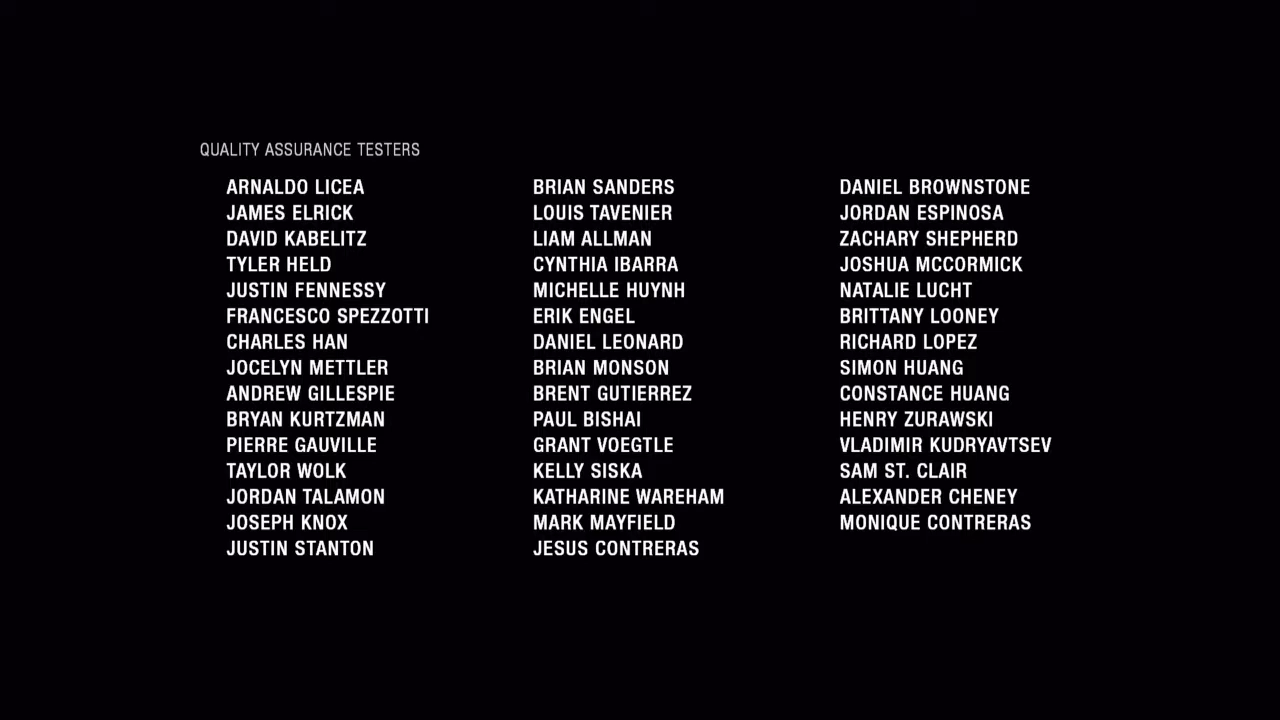 QUALITY ASSURANCE TESTERS
ARNALDO LICEA
JAMES ELRICK
DAVID KABELITZ
TYLER HELD
JUSTIN FENNESSY
FRANCESCO SPEZZOTTI
CHARLES HAN
JOCELYN METTLER
ANDREW GILLESPIE
BRYAN KURTZMAN
PIERRE GAUVILLE
TAYLOR WOLK
JORDAN TALAMON
JOSEPH KNOX
JUSTIN STANTON
BRIAN SANDERS
LOUIS TAVENIER
LIAM ALLMAN
CYNTHIA IBARRA
MICHELLE HUYNH
ERIK ENGEL
DANIEL LEONARD
BRIAN MONSON
BRENT GUTIERREZ
PAUL BISHAI
GRANT VOEGTLE
KELLY SISKA
KATHARINE WAREHAM
MARK MAYFIELD
JESUS CONTRERAS
DANIEL BROWNSTONE
JORDAN ESPINOSA
ZACHARY SHEPHERD
JOSHUA MCCORMICK
NATALIE LUCHT
BRITTANY LOONEY
RICHARD LOPEZ
SIMON HUANG
CONSTANCE HUANG
HENRY ZURAWSKI
VLADIMIR KUDRYAVTSEV
SAM ST. CLAIR
ALEXANDER CHENEY
MONIQUE CONTRERAS